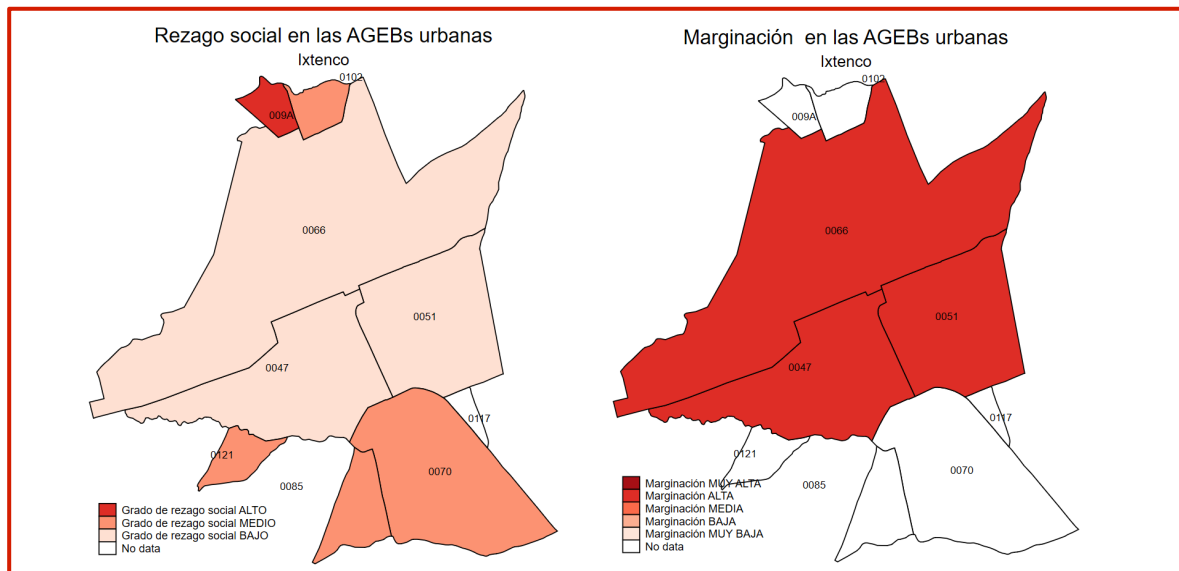 Rezago social en las AGEBs urbanas
Ixtenco
0102
009A
0066
0051
0047
0117
0121
0070
0085
Grado de rezago social ALTO
Grado de rezago social MEDIO
Grado de rezago social BAJO
No data
Marginación en las AGEBs urbanas
Ixtenco
0102
009A
0066
0051
0047
0117
0121
0070
0085
Marginación MUY ALTA
Marginación ALTA
Marginación MEDIA
Marginación BAJA
Marginación MUY BAJA
No data